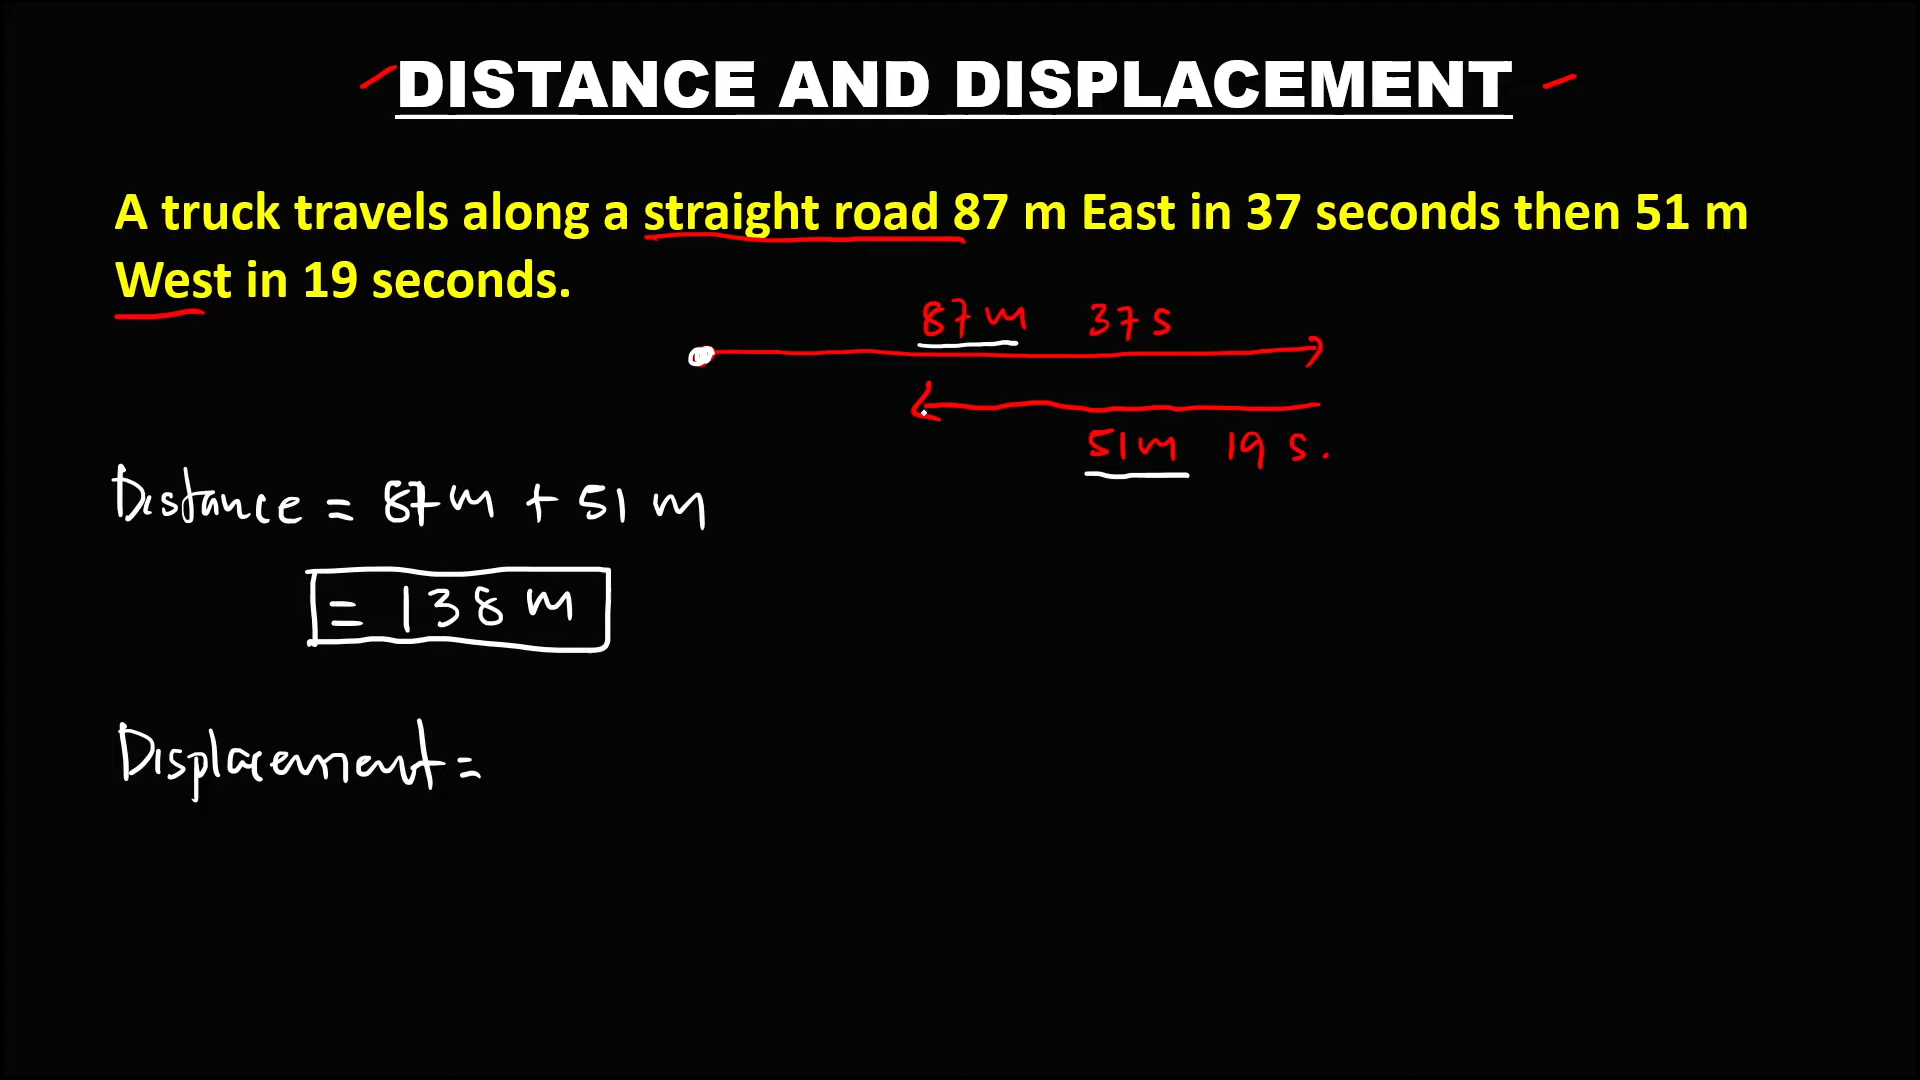 DISTANCE AND DISPLACEMENT
A truck travels along a straight road 87 m East in 37 seconds then 51 m
West in 19 seconds.
87 m 37 s
51 m 19 s.
Distance = 87 m + 51 m
= 138 m
Displacement =